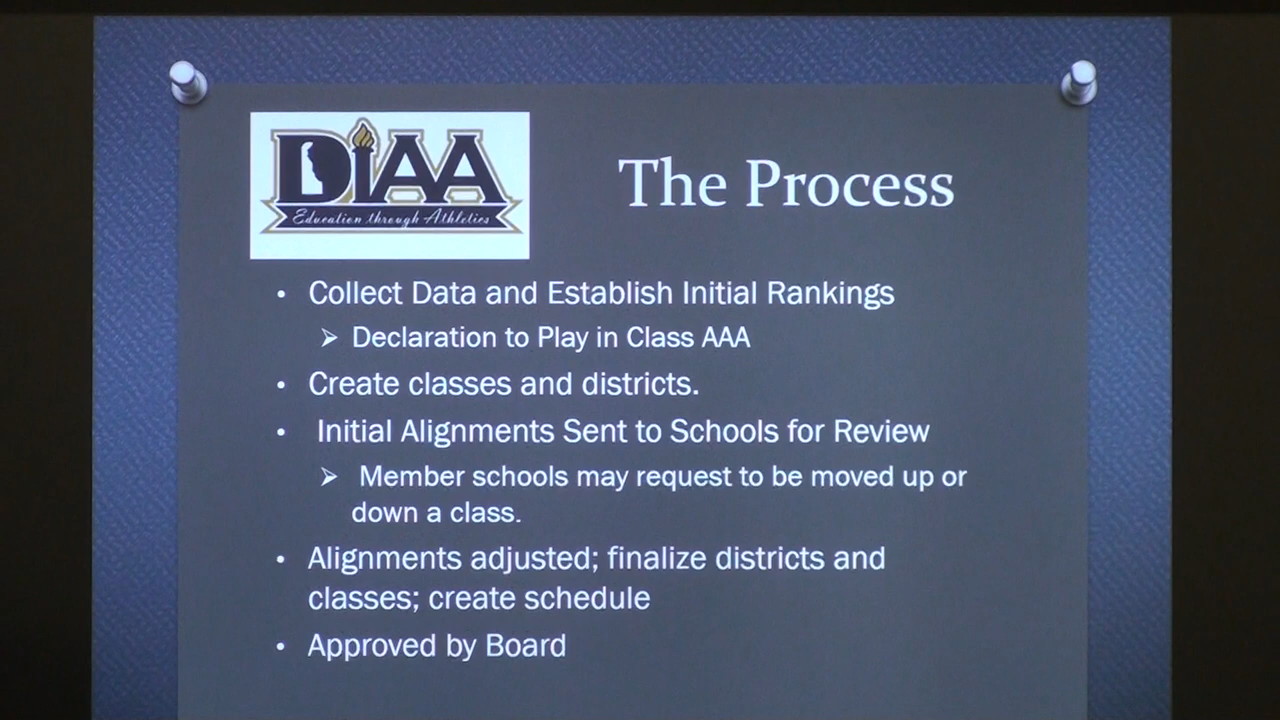 DIAA
Education through Athletics
The Process
• Collect Data and Establish Initial Rankings
➢ Declaration to Play in Class AAA
• Create classes and districts.
• Initial Alignments Sent to Schools for Review
➢ Member schools may request to be moved up or
down a class.
• Alignments adjusted; finalize districts and
classes; create schedule
• Approved by Board